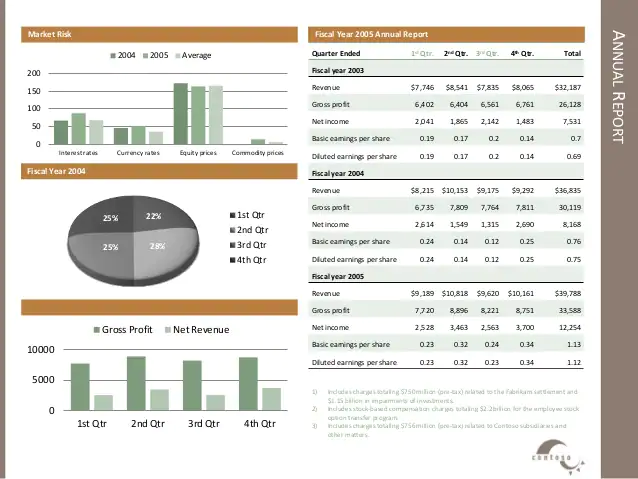 Market Risk
2004 2005 Average
200
150
100
50
0
Interest rates Currency rates Equity prices Commodity prices
Fiscal Year 2004
25% 22%
25% 28%
1st Qtr
2nd Qtr
3rd Qtr
4th Qtr
Gross Profit Net Revenue
10000
5000
0
1st Qtr 2nd Qtr 3rd Qtr 4th Qtr
Fiscal Year 2005 Annual Report
Quarter Ended 1st Qtr. 2nd Qtr. 3rd Qtr. 4th Qtr. Total
Fiscal year 2003
Revenue $7,746 $8,541 $7,835 $8,065 $32,187
Gross profit 6,402 6,404 6,561 6,761 26,128
Net income 2,041 1,865 2,142 1,483 7,531
Basic earnings per share 0.19 0.17 0.2 0.14 0.7
Diluted earnings per share 0.19 0.17 0.2 0.14 0.69
Fiscal year 2004
Revenue $8,215 $10,153 $9,175 $9,292 $36,835
Gross profit 6,735 7,809 7,764 7,811 30,119
Net income 2,614 1,549 1,315 2,690 8,168
Basic earnings per share 0.24 0.14 0.12 0.25 0.76
Diluted earnings per share 0.24 0.14 0.12 0.25 0.75
Fiscal year 2005
Revenue $9,189 $10,818 $9,620 $10,161 $39,788
Gross profit 7,720 8,896 8,221 8,751 33,588
Net income 2,528 3,463 2,563 3,700 12,254
Basic earnings per share 0.23 0.32 0.24 0.34 1.13
Diluted earnings per share 0.23 0.32 0.23 0.34 1.12
1) Includes charges totaling $750 million (pre-tax) related to the Fabrikam settlement and
$1.15 billion in impairments of investments.
2) Includes stock-based compensation charges totaling $2.2 billion for the employee stock
option transfer program.
3) Includes charges totaling $756 million (pre-tax) related to Contoso subsidiaries and
other matters.
contoso
ANNUAL REPORT